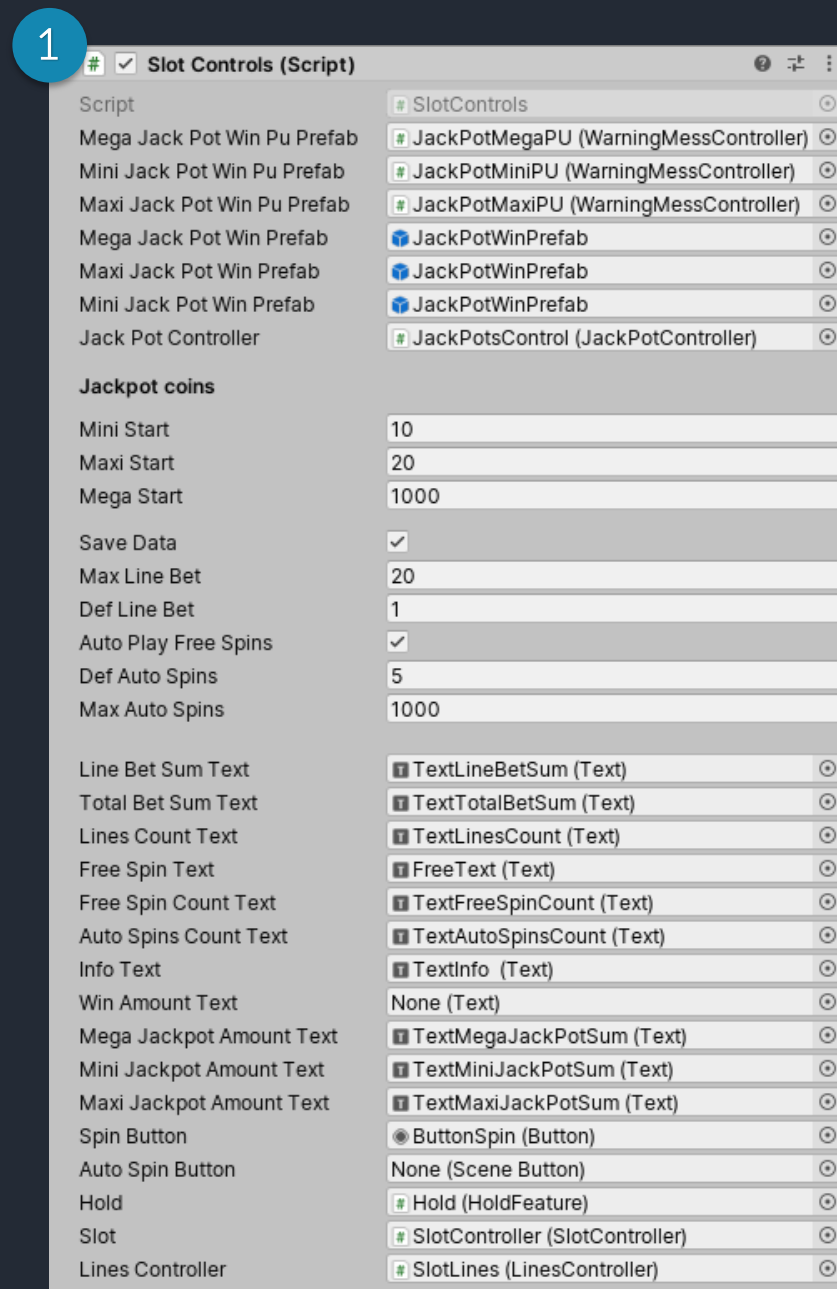 1
# Slot Controls (Script)
Script # SlotControls
Mega Jack Pot Win Pu Prefab # JackPotMegaPU (WarningMessController)
Mini Jack Pot Win Pu Prefab # JackPotMiniPU (WarningMessController)
Maxi Jack Pot Win Pu Prefab # JackPotMaxiPU (WarningMessController)
Mega Jack Pot Win Prefab JackPotWinPrefab
Maxi Jack Pot Win Prefab JackPotWinPrefab
Mini Jack Pot Win Prefab JackPotWinPrefab
Jack Pot Controller # JackPotsControl (JackPotController)
Jackpot coins
Mini Start 10
Maxi Start 20
Mega Start 1000
Save Data
Max Line Bet 20
Def Line Bet 1
Auto Play Free Spins
Def Auto Spins 5
Max Auto Spins 1000
Line Bet Sum Text T TextLineBetSum (Text)
Total Bet Sum Text T TextTotalBetSum (Text)
Lines Count Text T TextLinesCount (Text)
Free Spin Text T FreeText (Text)
Free Spin Count Text T TextFreeSpinCount (Text)
Auto Spins Count Text T TextAutoSpinsCount (Text)
Info Text T TextInfo (Text)
Win Amount Text None (Text)
Mega Jackpot Amount Text T TextMegaJackPotSum (Text)
Mini Jackpot Amount Text T TextMiniJackPotSum (Text)
Maxi Jackpot Amount Text T TextMaxiJackPotSum (Text)
Spin Button ButtonSpin (Button)
Auto Spin Button None (Scene Button)
Hold # Hold (HoldFeature)
Slot # SlotController (SlotController)
Lines Controller # SlotLines (LinesController)